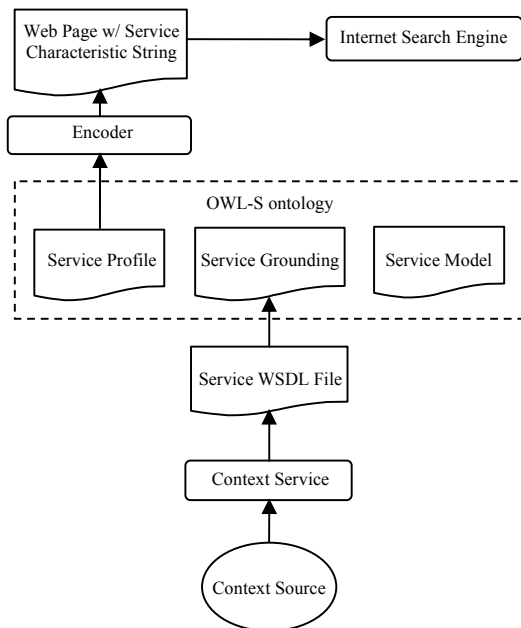 Web Page w/ Service
Characteristic String
Internet Search Engine
Encoder
OWL-S ontology
Service Profile
Service Grounding
Service Model
Service WSDL File
Context Service
Context Source